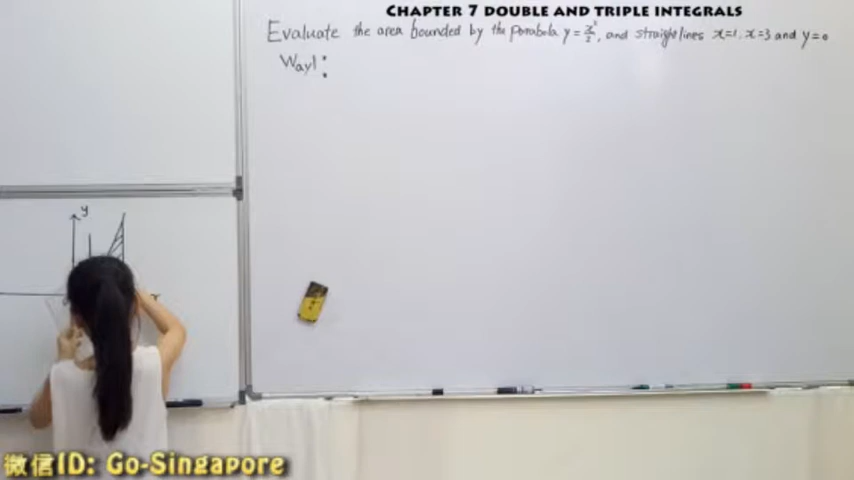 CHAPTER 7 DOUBLE AND TRIPLE INTEGRALS
Evaluate the area bounded by the parabola y = x²/2, and straight lines x=1, x=3 and y=0
Way1:
y
x
微信ID: Go-Singapore